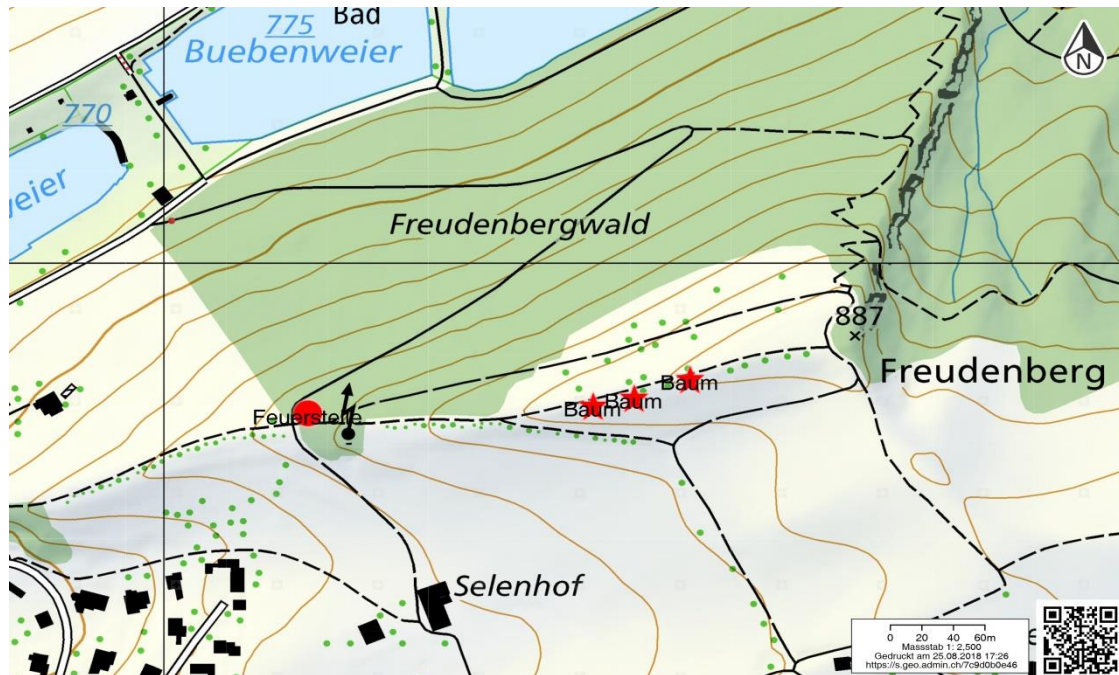 Bad
775
Buebenweier
N
770
eier
Freudenbergwald
887
Freudenberg
Baum
Baum
Baum
Feuerstelle
Selenhof
0 20 40 60m
Massstab 1: 2,500
Gedruckt am 25.08.2018 17:26
https://s.geo.admin.ch/7c9d0b0e46